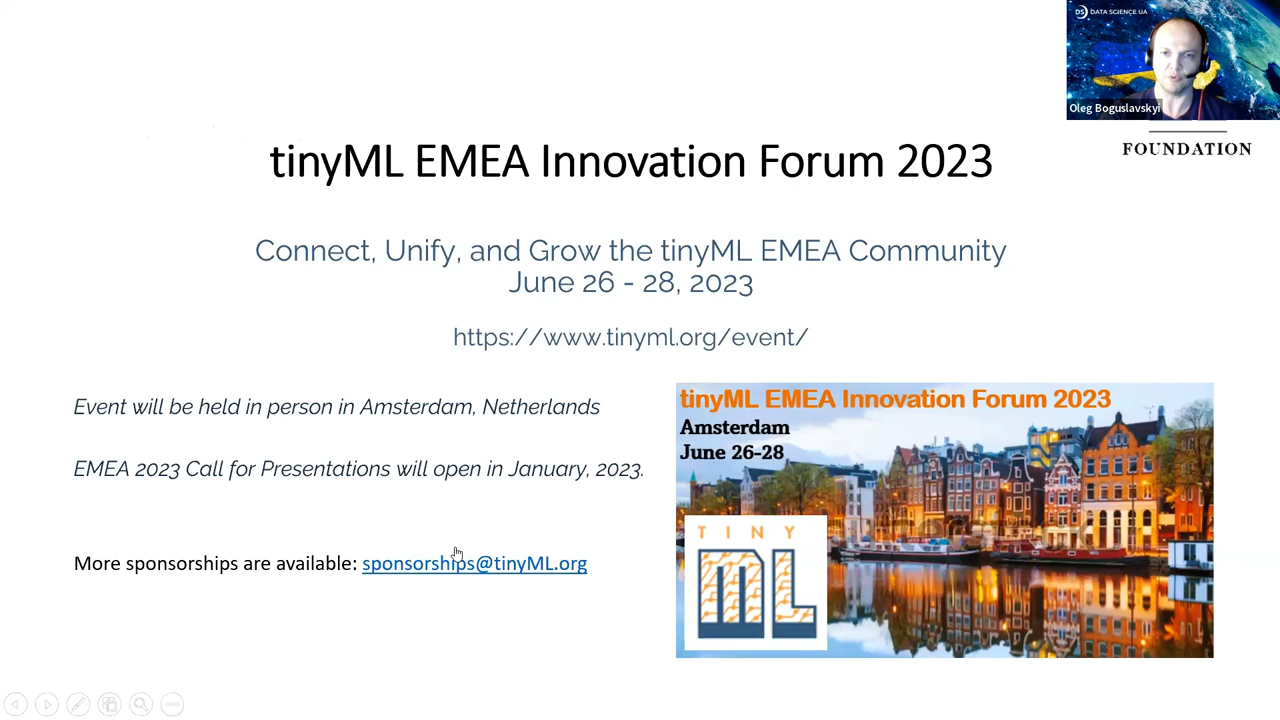 DS DATA SCIENCE UA
Oleg Boguslavskyi
FOUNDATION
tinyML EMEA Innovation Forum 2023
Connect, Unify, and Grow the tinyML EMEA Community
June 26 - 28, 2023
https://www.tinyml.org/event/
Event will be held in person in Amsterdam, Netherlands
EMEA 2023 Call for Presentations will open in January, 2023.
More sponsorships are available: sponsorships@tinyML.org
tinyML EMEA Innovation Forum 2023
Amsterdam
June 26-28
TINY
ML